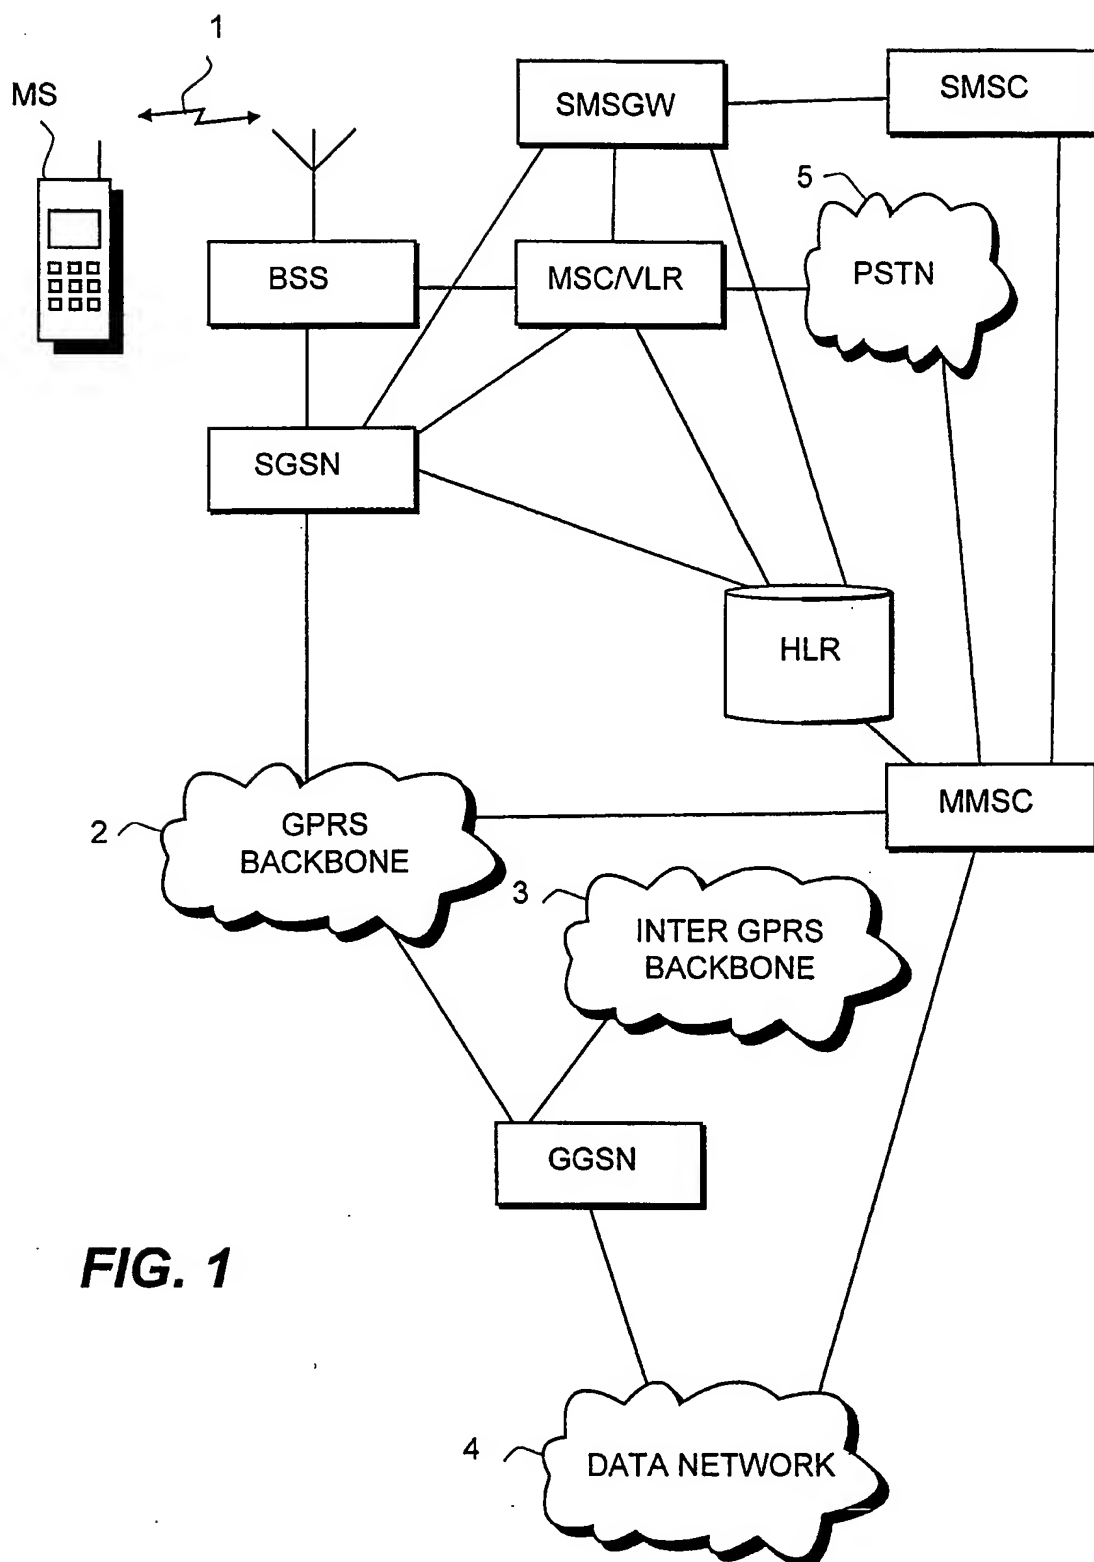 1
MS
SMSGW
SMSC
5
BSS
MSC/VLR
PSTN
SGSN
HLR
2
GPRS
BACKBONE
MMSC
3
INTER GPRS
BACKBONE
GGSN
FIG. 1
4
DATA NETWORK